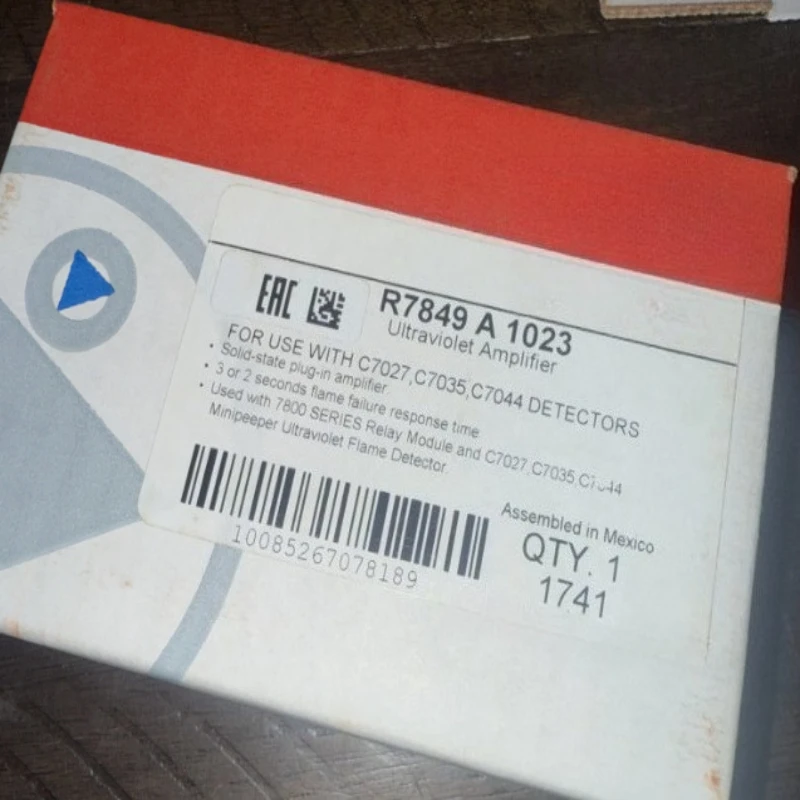 EAC
R7849 A 1023
Ultraviolet Amplifier
FOR USE WITH C7027,C7035,C7044 DETECTORS
• Solid-state plug-in amplifier
• 3 or 2 seconds flame failure response time
• Used with 7800 SERIES Relay Module and C7027,C7035,C7044
Minipeeper Ultraviolet Flame Detector.
10085267078189
Assembled in Mexico
QTY. 1
1741